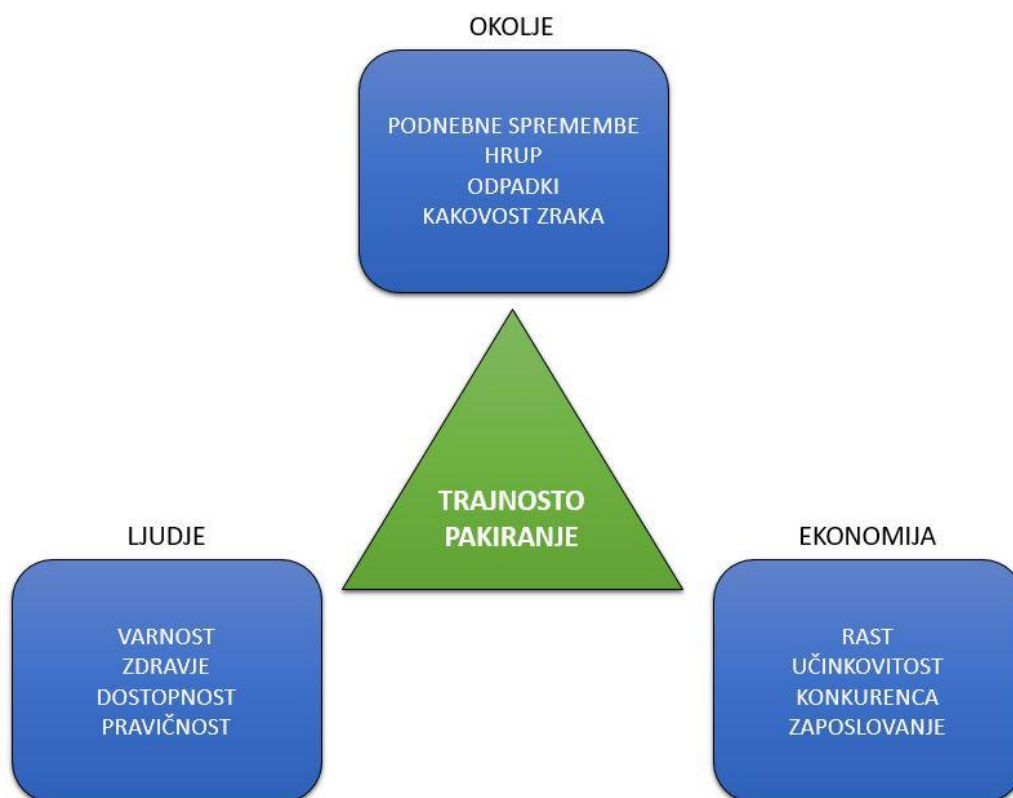 OKOLJE
PODNEBNE SPREMEMBE
HRUP
ODPADKI
KAKOVOST ZRAKA
TRAJNOSTO
PAKIRANJE
LJUDJE
VARNOST
ZDRAVJE
DOSTOPNOST
PRAVIČNOST
EKONOMIJA
RAST
UČINKOVITOST
KONKURENCA
ZAPOSLOVANJE